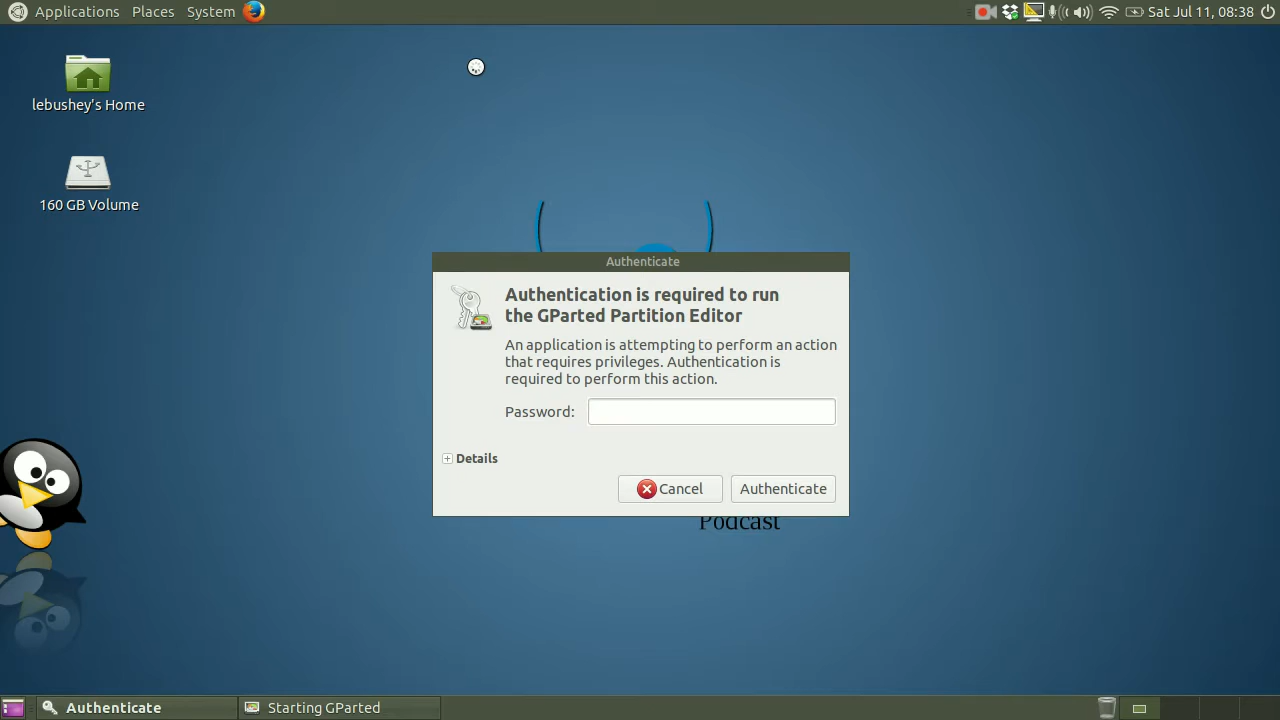 Applications Places System
Sat Jul 11, 08:38
lebushey's Home
160 GB Volume
Authenticate
Authentication is required to run
the GParted Partition Editor
An application is attempting to perform an action
that requires privileges. Authentication is
required to perform this action.
Password:
Details
Cancel Authenticate
Podcast
Authenticate Starting GParted